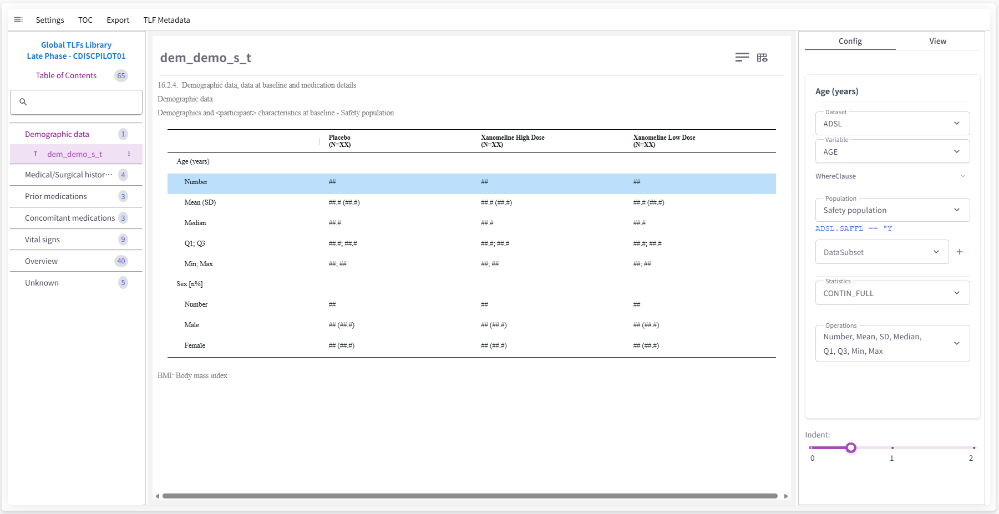 Settings TOC Export TLF Metadata
Global TLFs Library
Late Phase - CDISCPILOT01
Table of Contents 65
Demographic data 1
T dem_demo_s_t
Medical/Surgical histor··· 4
Prior medications 3
Concomitant medications 3
Vital signs 9
Overview 40
Unknown 5
dem_demo_s_t
16.2.4. Demographic data, data at baseline and medication details
Demographic data
Demographics and <participant> characteristics at baseline - Safety population
Placebo Xanomeline High Dose Xanomeline Low Dose
(N=XX) (N=XX) (N=XX)
Age (years)
Number ## ## ##
Mean (SD) ##.# (##.#) ##.# (##.#) ##.# (##.#)
Median ##.# ##.# ##.#
Q1; Q3 ##.#; ##.# ##.#; ##.# ##.#; ##.#
Min; Max ##; ## ##; ## ##; ##
Sex [n%]
Number ## ## ##
Male ## (##.#) ## (##.#) ## (##.#)
Female ## (##.#) ## (##.#) ## (##.#)
BMI: Body mass index
Config View
Age (years)
Dataset
ADSL
Variable
AGE
WhereClause
Population
Safety population
ADSL.SAFFL == "Y
DataSubset +
Statistics
CONTIN_FULL
Operations
Number, Mean, SD, Median,
Q1, Q3, Min, Max
Indent:
0 1 2